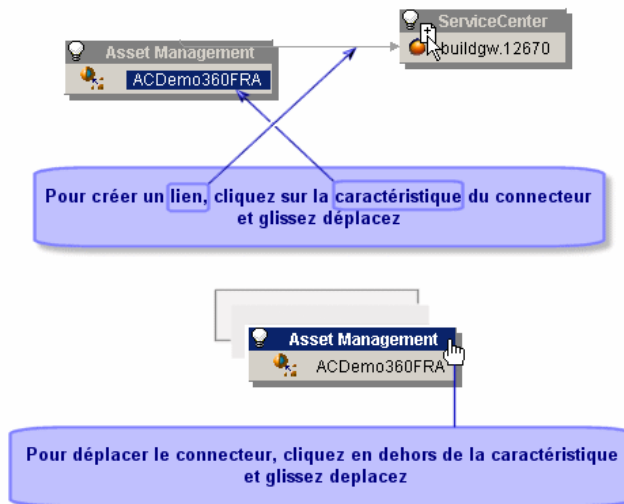 ServiceCenter
Asset Management
buildgw.12670
ACDemo360FRA
Pour créer un lien, cliquez sur la caractéristique du connecteur
et glissez déplacez
Asset Management
ACDemo360FRA
Pour déplacer le connecteur, cliquez en dehors de la caractéristique
et glissez deplacez